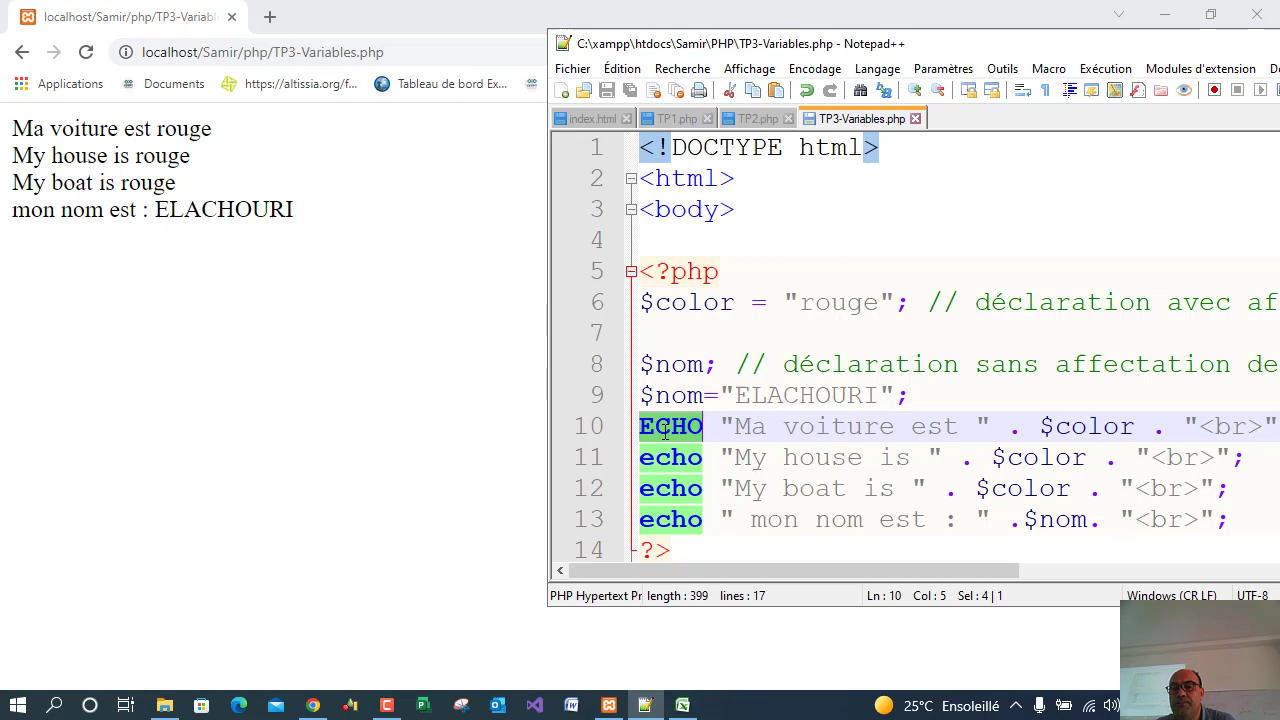 localhost/Samir/php/TP3-Variabl
localhost/Samir/php/TP3-Variables.php
Applications
Documents
https://altissia.org/f...
Tableau de bord Ex...
Ma voiture est rouge
My house is rouge
My boat is rouge
mon nom est : ELACHOURI
C:\xampp\htdocs\Samir\PHP\TP3-Variables.php - Notepad++
Fichier Édition Recherche Affichage Encodage Langage Paramètres Outils Macro Exécution Modules d'extension Do
index.html TP1.php TP2.php TP3-Variables.php
1 <!DOCTYPE html>
2 <html>
3 <body>
4
5 <?php
6 $color = "rouge"; // déclaration avec af
7
8 $nom; // déclaration sans affectation de
9 $nom="ELACHOURI";
10 ECHO "Ma voiture est " . $color . "<br>"
11 echo "My house is " . $color . "<br>";
12 echo "My boat is " . $color . "<br>";
13 echo " mon nom est : " .$nom. "<br>";
14 ?>
PHP Hypertext Pr length : 399 lines : 17 Ln : 10 Col : 5 Sel : 4 | 1 Windows (CR LF) UTF-8
25°C Ensoleillé